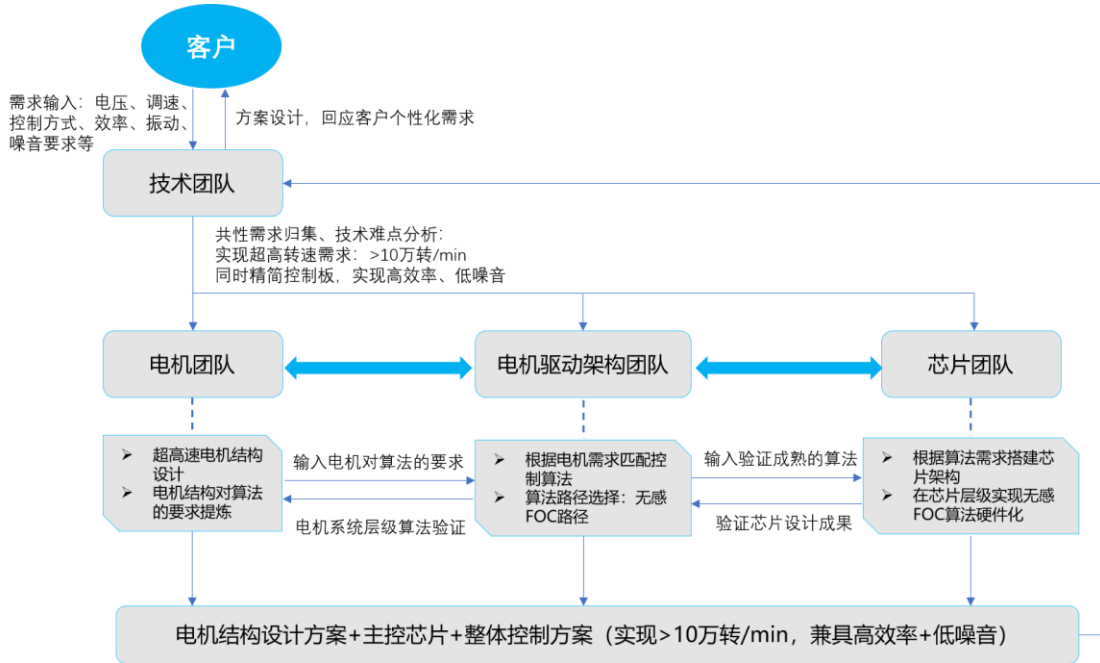 客户
需求输入：电压、调速、
控制方式、效率、振动、
噪音要求等
方案设计，回应客户个性化需求
技术团队
共性需求归集、技术难点分析：
实现超高转速需求：>10万转/min
同时精简控制板，实现高效率、低噪音
电机团队
电机驱动架构团队
芯片团队
➢ 超高速电机结构
设计
➢ 电机结构对算法
的要求提炼
输入电机对算法的要求
电机系统层级算法验证
➢ 根据电机需求匹配控
制算法
➢ 算法路径选择：无感
FOC路径
输入验证成熟的算法
验证芯片设计成果
➢ 根据算法需求搭建芯
片架构
➢ 在芯片层级实现无感
FOC算法硬件化
电机结构设计方案+主控芯片+整体控制方案（实现>10万转/min，兼具高效率+低噪音）